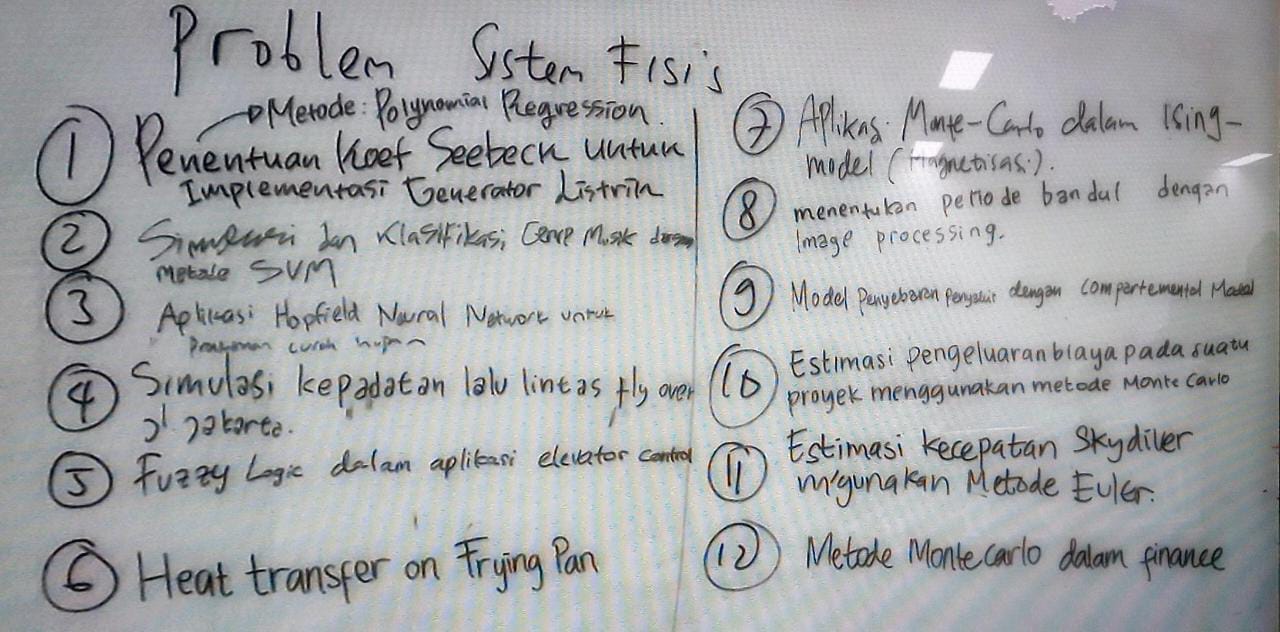 Problem Sistem Fisis
Metode: Polynomial Regression.
1 Penentuan Koef Seebeck untuk
Implementasi Generator Listrik
2 dan Klasifikasi Genre Musik dengan
metode SVM
3 Aplikasi Hopfield Neural Network untuk
curah hujan
4 Simulasi kepadatan lalu lintas fly over
di Jakarta.
5 Fuzzy Logic dalam aplikasi elevator control
6 Heat transfer on Frying Pan
7 Aplikasi Monte-Carlo dalam Ising-
model (Magnetisasi).
8 menentukan periode bandul dengan
Image processing.
9 Model Penyebaran Penyakit dengan Compartemental Model
10 Estimasi pengeluaran biaya pada suatu
proyek menggunakan metode Monte Carlo
11 Estimasi kecepatan Skydiver
m'gunakan Metode Euler.
12 Metode Monte carlo dalam finance